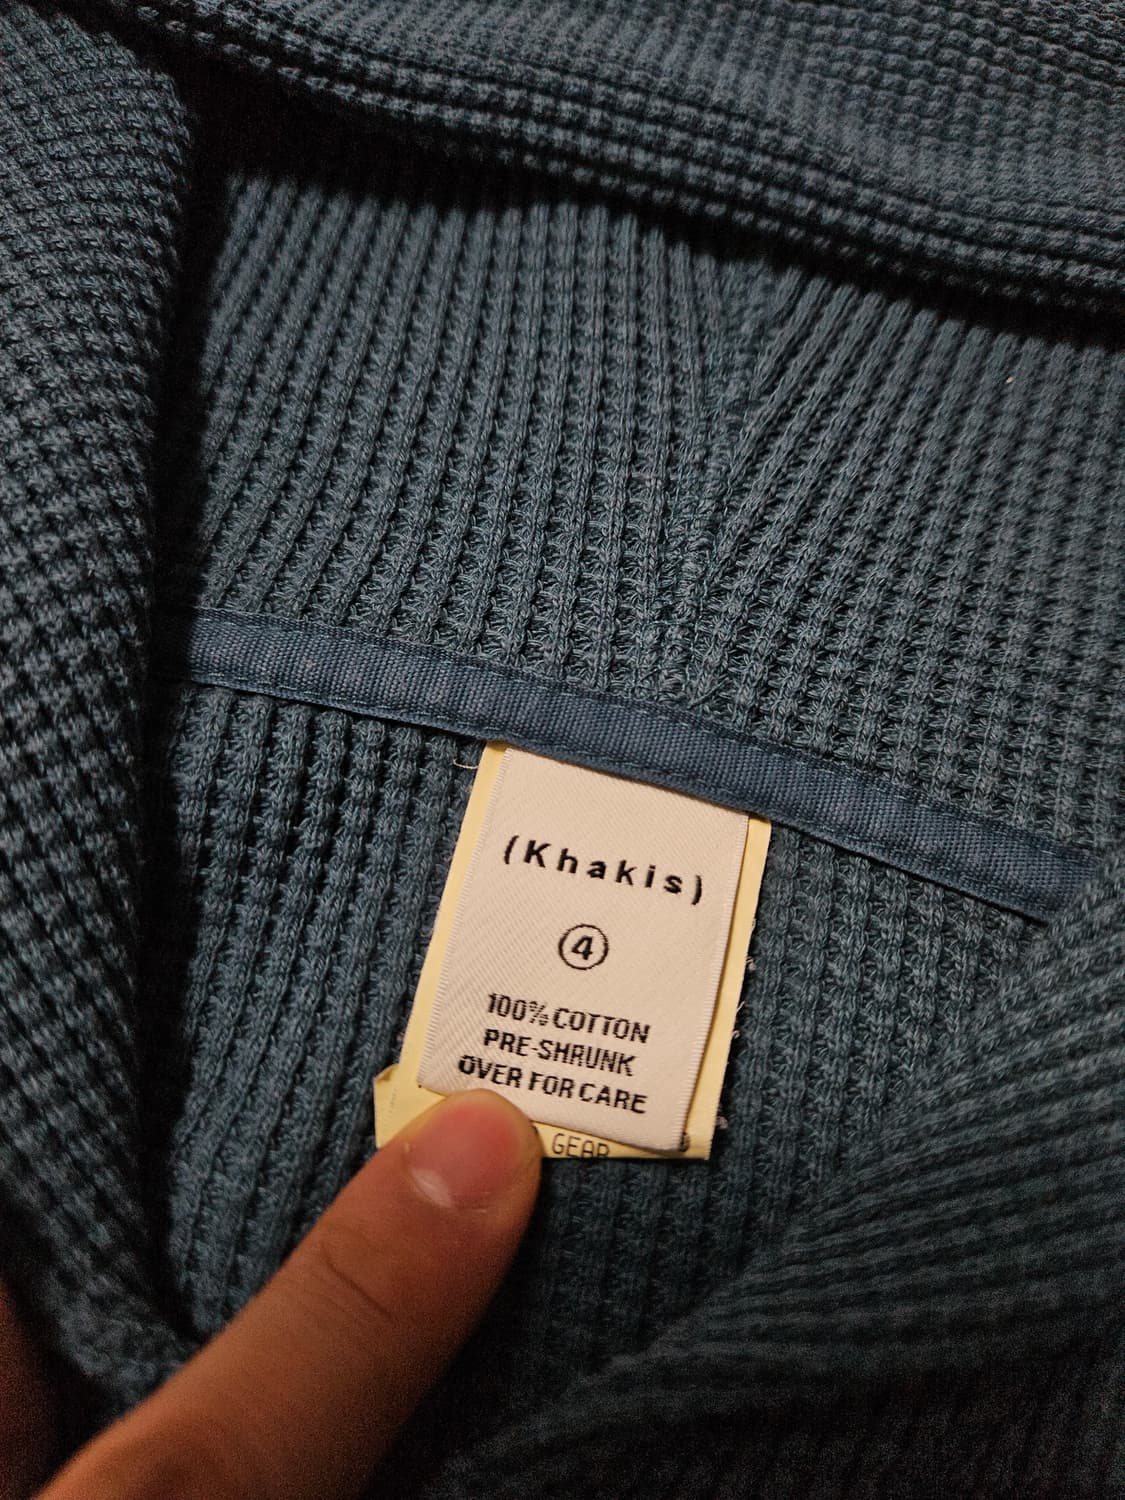 (Khakis)
4
100% COTTON
PRE-SHRUNK
OVER FOR CARE
GEAR